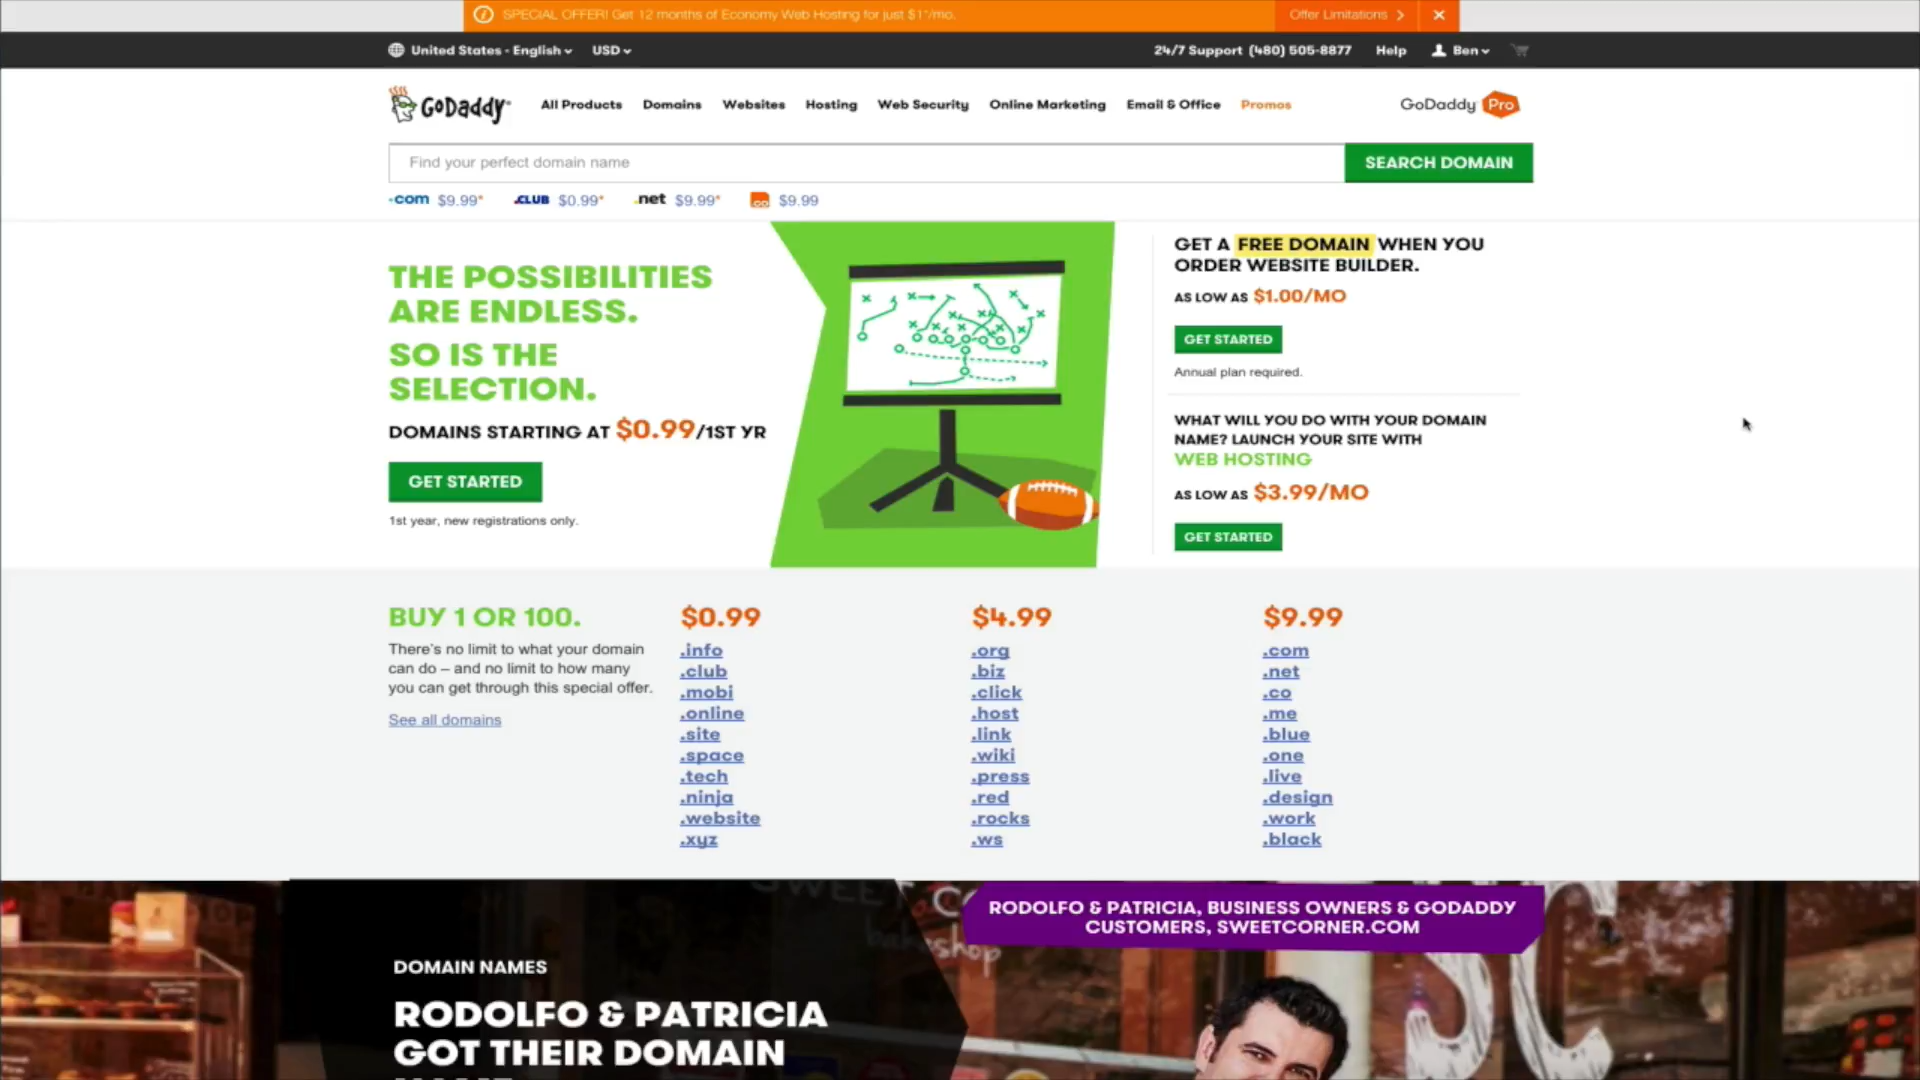 SPECIAL OFFER! Get 12 months of Economy Web Hosting for just $1*/mo.
Offer Limitations
United States - English
USD
24/7 Support (480) 505-8877
Help
Ben
GoDaddy
All Products
Domains
Websites
Hosting
Web Security
Online Marketing
Email & Office
Promos
GoDaddy Pro
Find your perfect domain name
SEARCH DOMAIN
.com $9.99*
.CLUB $0.99*
.net $9.99*
.co $9.99
THE POSSIBILITIES
ARE ENDLESS.
SO IS THE
SELECTION.
DOMAINS STARTING AT $0.99/1ST YR
GET STARTED
1st year, new registrations only.
GET A FREE DOMAIN WHEN YOU
ORDER WEBSITE BUILDER.
AS LOW AS $1.00/MO
GET STARTED
Annual plan required.
WHAT WILL YOU DO WITH YOUR DOMAIN
NAME? LAUNCH YOUR SITE WITH
WEB HOSTING
AS LOW AS $3.99/MO
GET STARTED
BUY 1 OR 100.
There's no limit to what your domain
can do – and no limit to how many
you can get through this special offer.
See all domains
$0.99
.info
.club
.mobi
.online
.site
.space
.tech
.ninja
.website
.xyz
$4.99
.org
.biz
.click
.host
.link
.wiki
.press
.red
.rocks
.ws
$9.99
.com
.net
.co
.me
.blue
.one
.live
.design
.work
.black
RODOLFO & PATRICIA, BUSINESS OWNERS & GODADDY
CUSTOMERS, SWEETCORNER.COM
DOMAIN NAMES
RODOLFO & PATRICIA
GOT THEIR DOMAIN